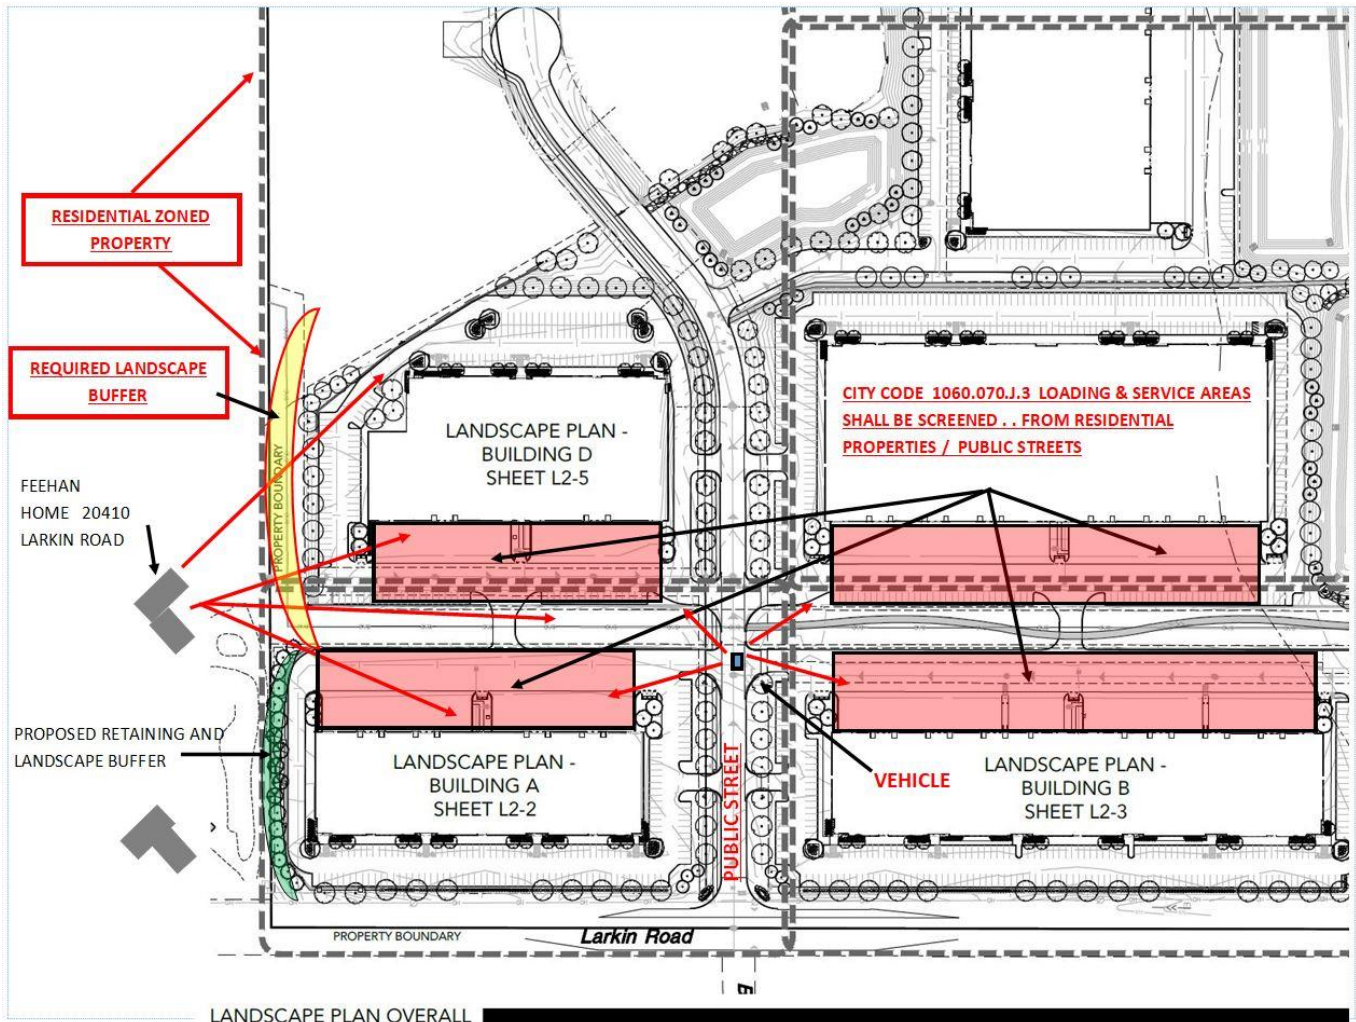 RESIDENTIAL ZONED
PROPERTY
REQUIRED LANDSCAPE
BUFFER
PROPERTY BOUNDARY
FEEHAN
HOME 20410
LARKIN ROAD
LANDSCAPE PLAN -
BUILDING D
SHEET L2-5
CITY CODE 1060.070.J.3 LOADING & SERVICE AREAS
SHALL BE SCREENED . . FROM RESIDENTIAL
PROPERTIES / PUBLIC STREETS
PROPOSED RETAINING AND
LANDSCAPE BUFFER
LANDSCAPE PLAN -
BUILDING A
SHEET L2-2
PUBLIC STREET
VEHICLE
LANDSCAPE PLAN -
BUILDING B
SHEET L2-3
PROPERTY BOUNDARY
Larkin Road
LANDSCAPE PLAN OVERALL